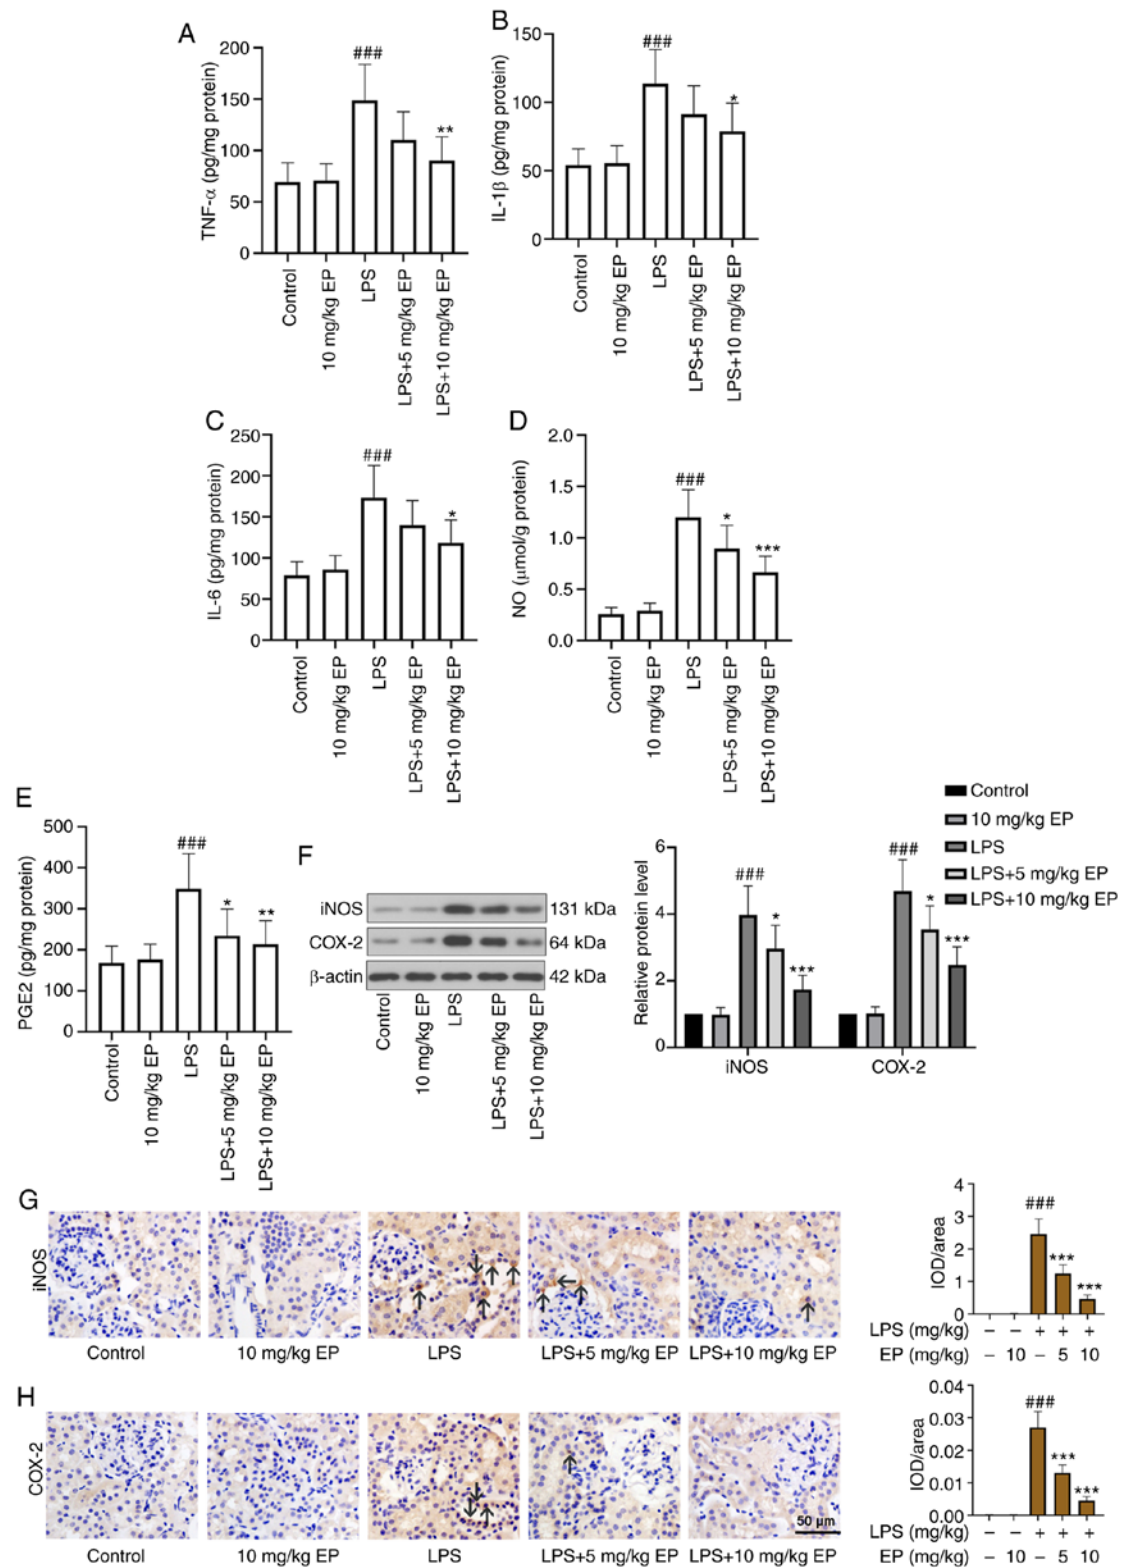 A
TNF-α (pg/mg protein)
200
150
100
50
0
###
**
Control
10 mg/kg EP
LPS
LPS+5 mg/kg EP
LPS+10 mg/kg EP
B
IL-1β (pg/mg protein)
150
100
50
0
###
*
Control
10 mg/kg EP
LPS
LPS+5 mg/kg EP
LPS+10 mg/kg EP
C
IL-6 (pg/mg protein)
250
200
150
100
50
0
###
*
Control
10 mg/kg EP
LPS
LPS+5 mg/kg EP
LPS+10 mg/kg EP
D
NO (μmol/g protein)
2.0
1.5
1.0
0.5
0.0
###
*
***
Control
10 mg/kg EP
LPS
LPS+5 mg/kg EP
LPS+10 mg/kg EP
E
PGE2 (pg/mg protein)
500
400
300
200
100
0
###
*
**
Control
10 mg/kg EP
LPS
LPS+5 mg/kg EP
LPS+10 mg/kg EP
F
iNOS 131 kDa
COX-2 64 kDa
β-actin 42 kDa
Control
10 mg/kg EP
LPS
LPS+5 mg/kg EP
LPS+10 mg/kg EP
Relative protein level
6
4
2
0
###
*
***
###
*
***
iNOS COX-2
Control
10 mg/kg EP
LPS
LPS+5 mg/kg EP
LPS+10 mg/kg EP
G
iNOS
Control 10 mg/kg EP LPS LPS+5 mg/kg EP LPS+10 mg/kg EP
IOD/area
4
3
2
1
0
###
***
***
LPS (mg/kg) – – + + +
EP (mg/kg) – 10 – 5 10
H
COX-2
50 μm
Control 10 mg/kg EP LPS LPS+5 mg/kg EP LPS+10 mg/kg EP
IOD/area
0.04
0.03
0.02
0.01
0.00
###
***
***
LPS (mg/kg) – – + + +
EP (mg/kg) – 10 – 5 10